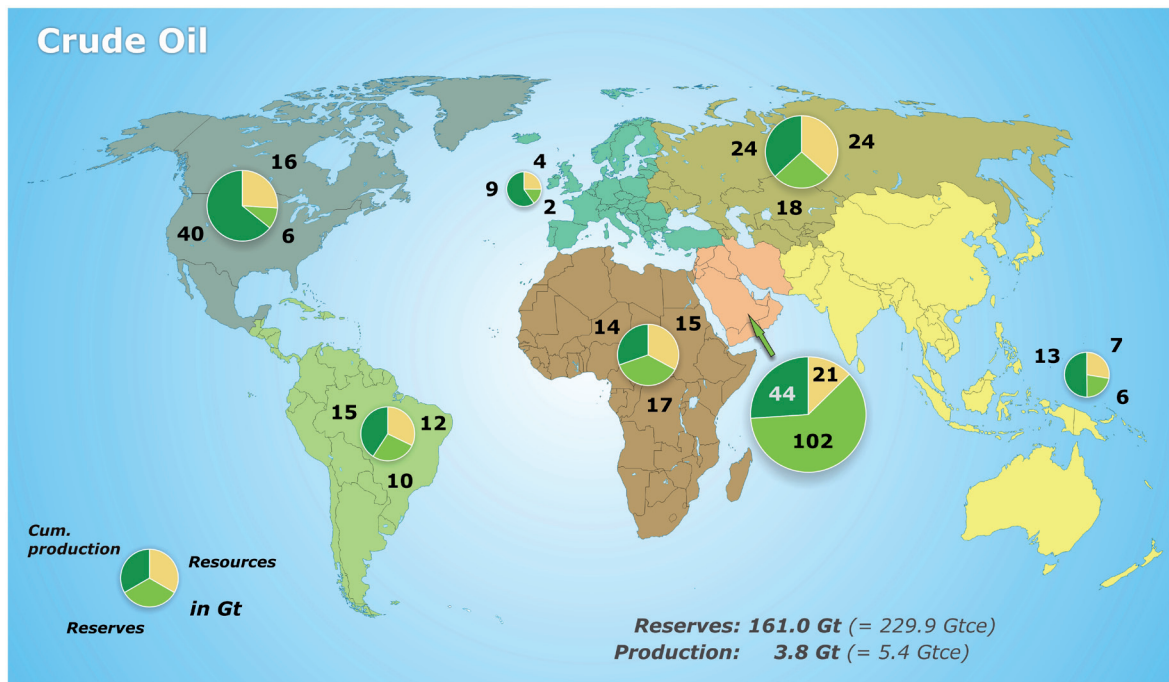 Crude Oil
16
40
6
4
9
2
24
24
18
14
15
17
21
44
102
13
7
6
15
12
10
Cum.
production
Resources
in Gt
Reserves
Reserves: 161.0 Gt (= 229.9 Gtce)
Production: 3.8 Gt (= 5.4 Gtce)